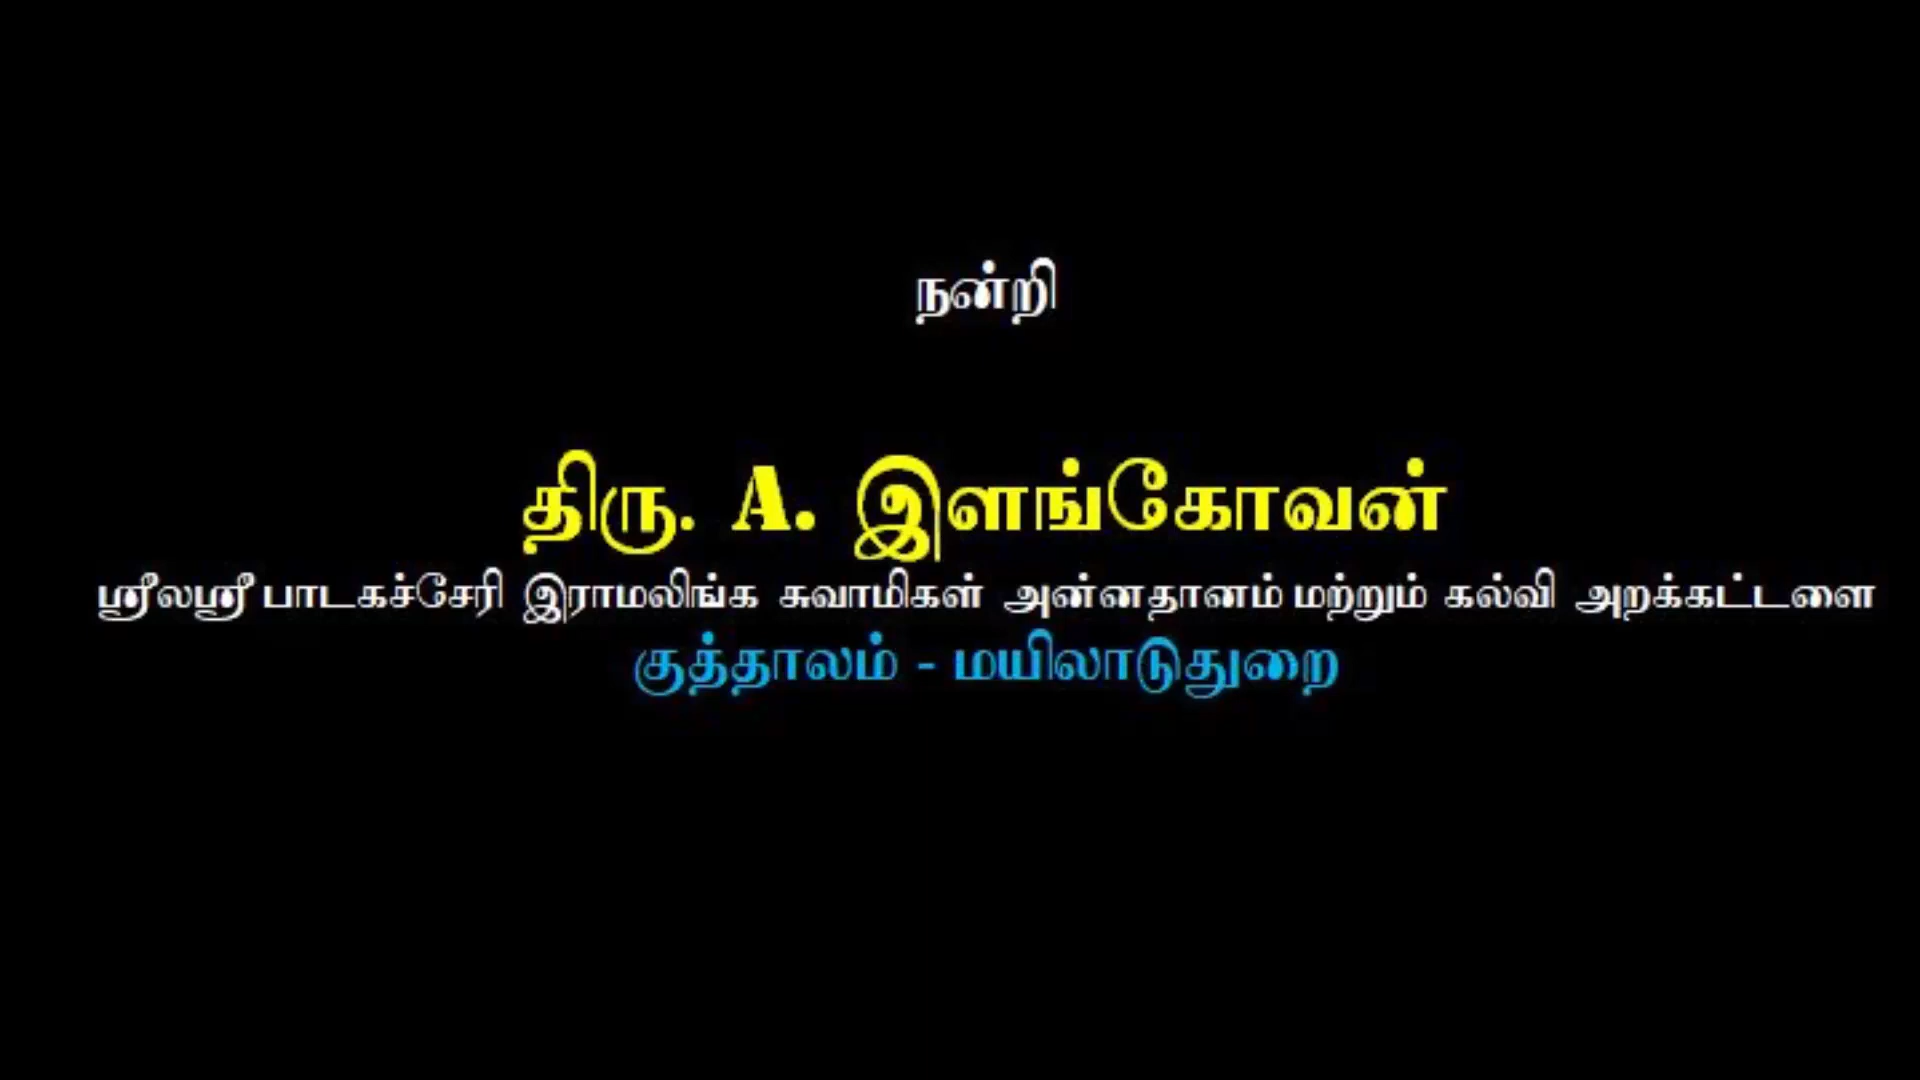 நன்றி
திரு. A. இளங்கோவன்
ஸ்ரீலஸ்ரீ பாடகச்சேரி இராமலிங்க சுவாமிகள் அன்னதானம் மற்றும் கல்வி அறக்கட்டளை
குத்தாலம் - மயிலாடுதுறை